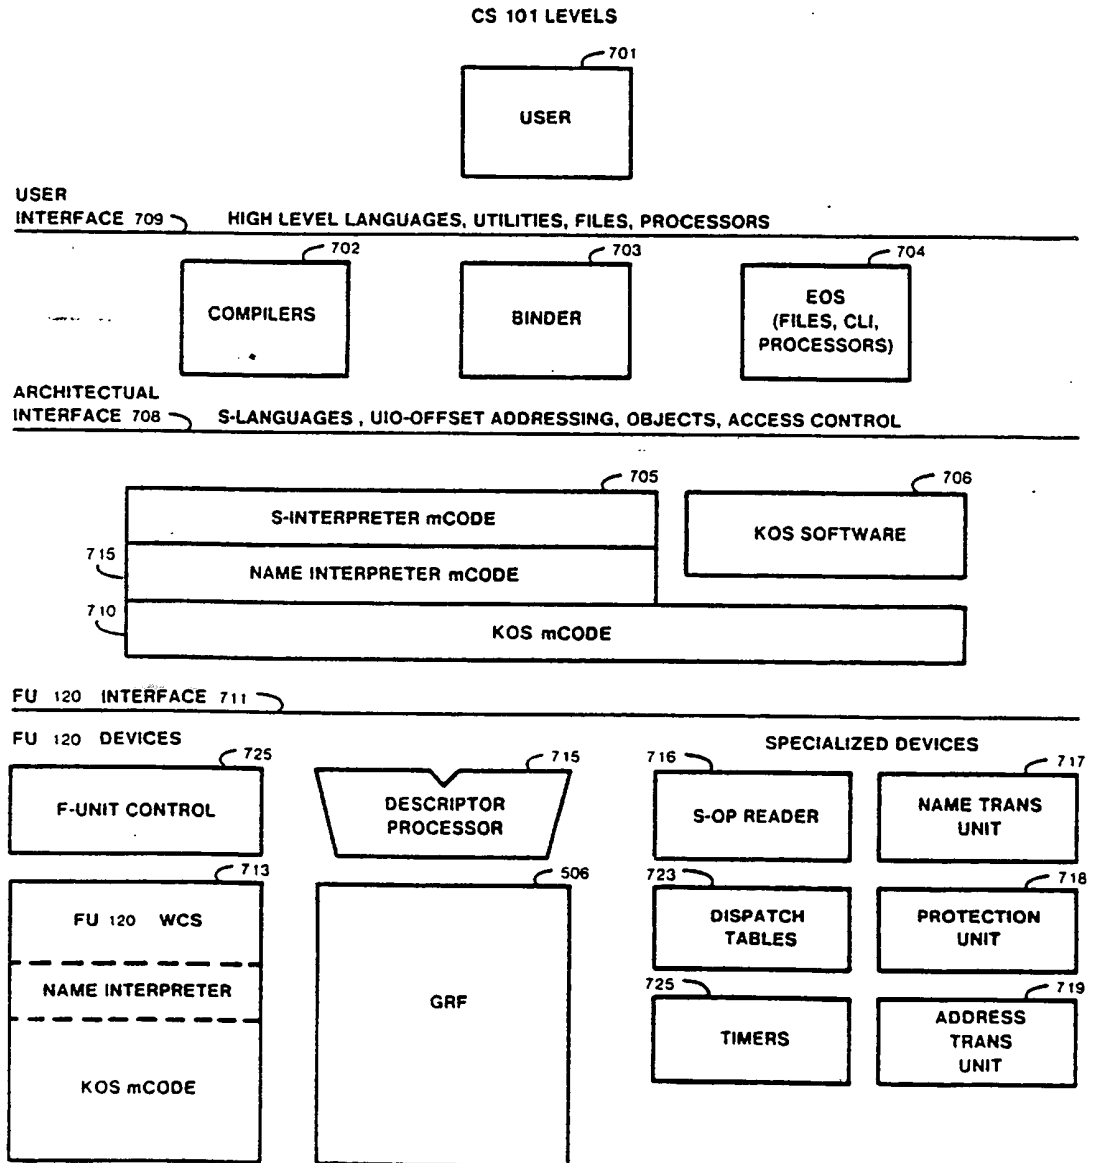 CS 101 LEVELS
701
USER
USER
INTERFACE 709 HIGH LEVEL LANGUAGES, UTILITIES, FILES, PROCESSORS
702
703
704
COMPILERS
BINDER
EOS
(FILES, CLI,
PROCESSORS)
ARCHITECTUAL
INTERFACE 708 S-LANGUAGES , UIO-OFFSET ADDRESSING, OBJECTS, ACCESS CONTROL
705
706
S-INTERPRETER mCODE
KOS SOFTWARE
715
NAME INTERPRETER mCODE
710
KOS mCODE
FU 120 INTERFACE 711
FU 120 DEVICES
SPECIALIZED DEVICES
725
F-UNIT CONTROL
715
DESCRIPTOR
PROCESSOR
716
S-OP READER
717
NAME TRANS
UNIT
713
FU 120 WCS
NAME INTERPRETER
KOS mCODE
506
GRF
723
DISPATCH
TABLES
718
PROTECTION
UNIT
725
TIMERS
719
ADDRESS
TRANS
UNIT